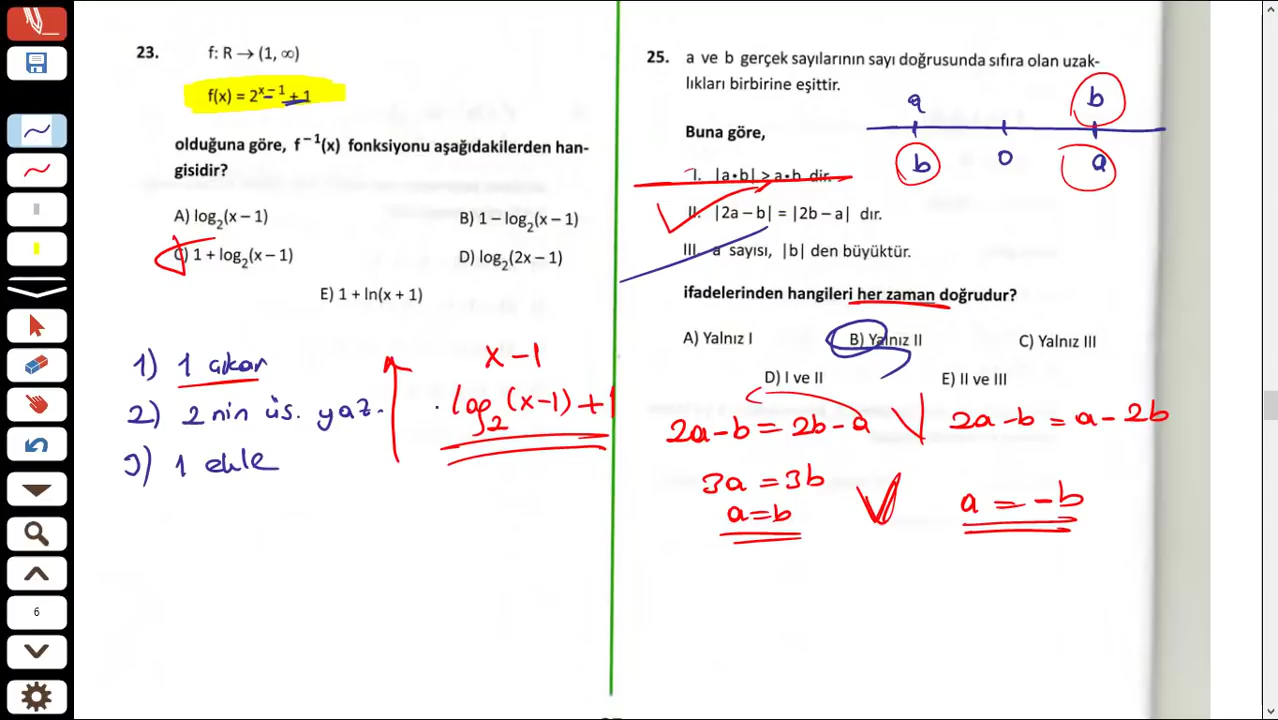 23. f: R → (1, ∞)
f(x) = 2^(x–1) + 1
olduğuna göre, f⁻¹(x) fonksiyonu aşağıdakilerden han-
gisidir?
A) log₂(x – 1)
B) 1 – log₂(x – 1)
C) 1 + log₂(x – 1)
D) log₂(2x – 1)
E) 1 + ln(x + 1)
1) 1 çıkar
2) 2 nin üs. yaz.
3) 1 ekle
x – 1
log₂(x–1) + 1
25. a ve b gerçek sayılarının sayı doğrusunda sıfıra olan uzak-
lıkları birbirine eşittir.
a b
b 0 a
Buna göre,
I. |a•b| > a•b dir.
II. |2a – b| = |2b – a| dır.
III. a sayısı, |b| den büyüktür.
ifadelerinden hangileri her zaman doğrudur?
A) Yalnız I
B) Yalnız II
C) Yalnız III
D) I ve II
E) II ve III
2a–b = 2b–a V 2a–b = a–2b
3a = 3b
a=b V a = –b
6